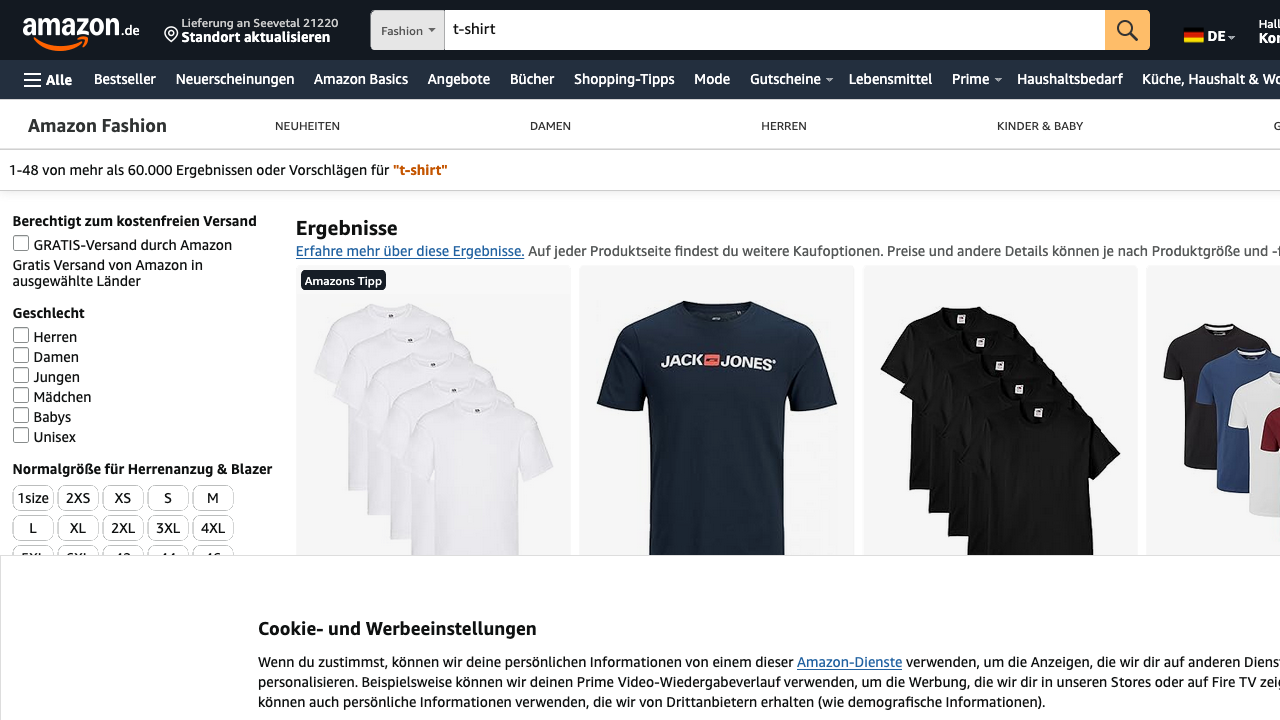 amazon.de
Lieferung an Seevetal 21220
Standort aktualisieren
Fashion
t-shirt
DE
Hall
Kon
Alle
Bestseller
Neuerscheinungen
Amazon Basics
Angebote
Bücher
Shopping-Tipps
Mode
Gutscheine
Lebensmittel
Prime
Haushaltsbedarf
Küche, Haushalt & Wo
Amazon Fashion
NEUHEITEN
DAMEN
HERREN
KINDER & BABY
1-48 von mehr als 60.000 Ergebnissen oder Vorschlägen für "t-shirt"
Berechtigt zum kostenfreien Versand
GRATIS-Versand durch Amazon
Gratis Versand von Amazon in
ausgewählte Länder
Geschlecht
Herren
Damen
Jungen
Mädchen
Babys
Unisex
Normalgröße für Herrenanzug & Blazer
1size 2XS XS S M
L XL 2XL 3XL 4XL
Ergebnisse
Erfahre mehr über diese Ergebnisse. Auf jeder Produktseite findest du weitere Kaufoptionen. Preise und andere Details können je nach Produktgröße und -f
Amazons Tipp
JACK JONES
Cookie- und Werbeeinstellungen
Wenn du zustimmst, können wir deine persönlichen Informationen von einem dieser Amazon-Dienste verwenden, um die Anzeigen, die wir dir auf anderen Diens
personalisieren. Beispielsweise können wir deinen Prime Video-Wiedergabeverlauf verwenden, um die Werbung, die wir dir in unseren Stores oder auf Fire TV zeig
können auch persönliche Informationen verwenden, die wir von Drittanbietern erhalten (wie demografische Informationen).